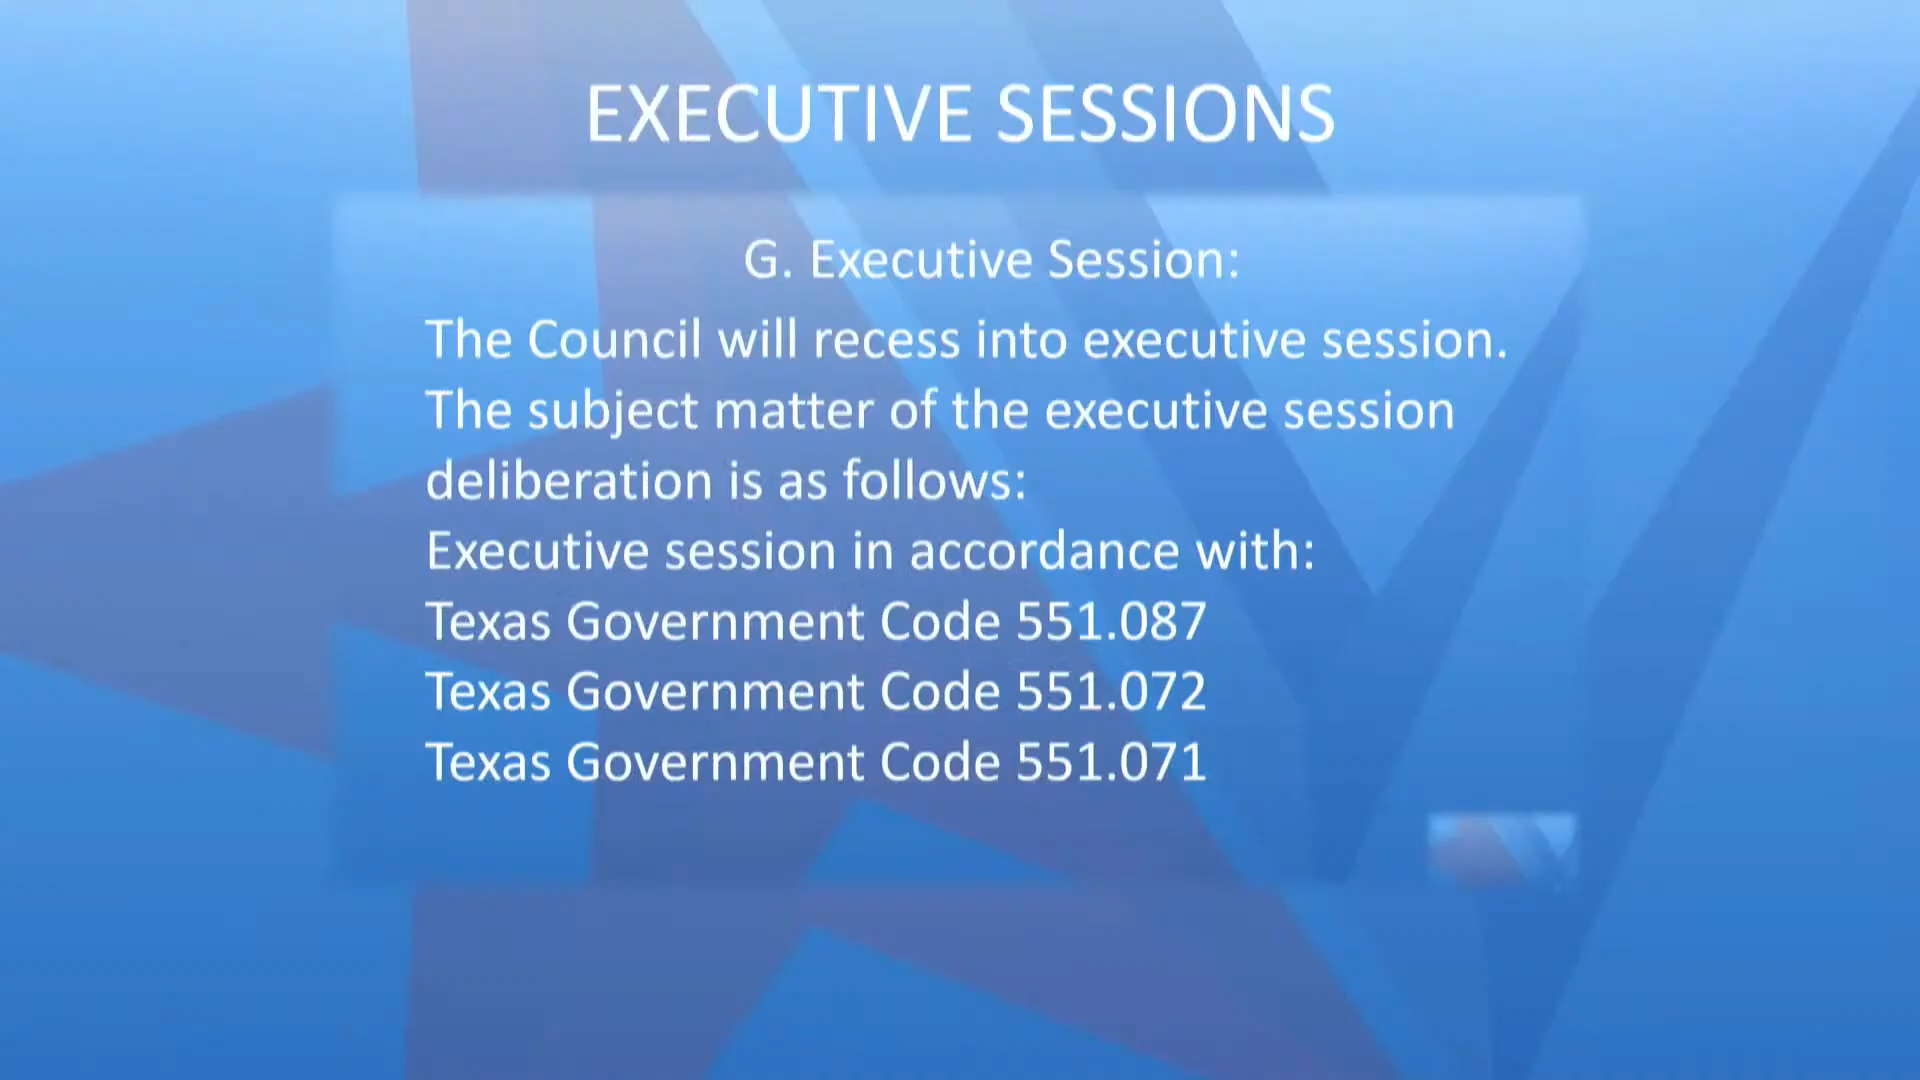 EXECUTIVE SESSIONS
G. Executive Session:
The Council will recess into executive session.
The subject matter of the executive session
deliberation is as follows:
Executive session in accordance with:
Texas Government Code 551.087
Texas Government Code 551.072
Texas Government Code 551.071